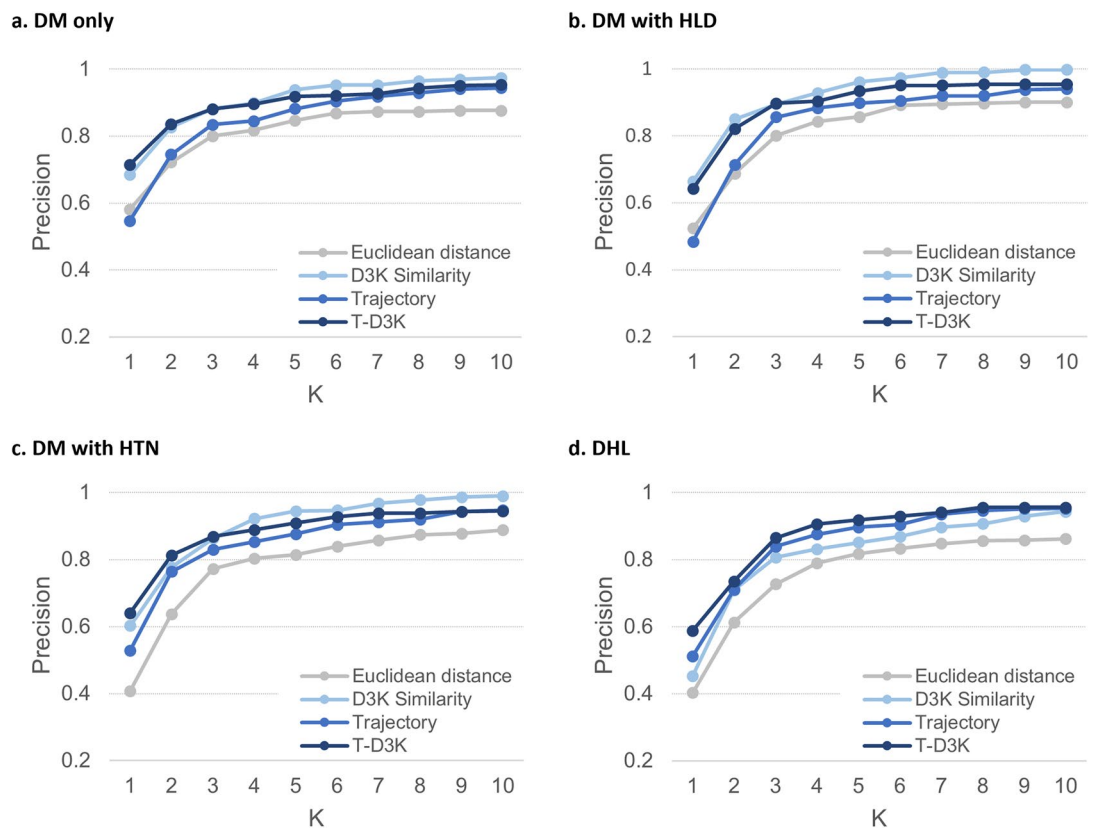 a. DM only
1
0.8
0.6
0.4
0.2
Precision
Euclidean distance
D3K Similarity
Trajectory
T-D3K
1 2 3 4 5 6 7 8 9 10
K
b. DM with HLD
1
0.8
0.6
0.4
0.2
Precision
Euclidean distance
D3K Similarity
Trajectory
T-D3K
1 2 3 4 5 6 7 8 9 10
K
c. DM with HTN
1
0.8
0.6
0.4
0.2
Precision
Euclidean distance
D3K Similarity
Trajectory
T-D3K
1 2 3 4 5 6 7 8 9 10
K
d. DHL
1
0.8
0.6
0.4
0.2
Precision
Euclidean distance
D3K Similarity
Trajectory
T-D3K
1 2 3 4 5 6 7 8 9 10
K